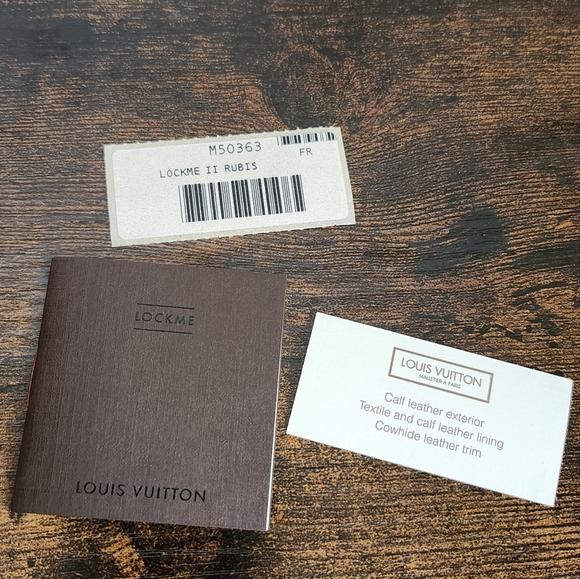 M50363
FR
LOCKME II RUBIS
LOCKME
LOUIS VUITTON
LOUIS VUITTON
MALLETIER A PARIS
Calf leather exterior
Textile and calf leather lining
Cowhide leather trim